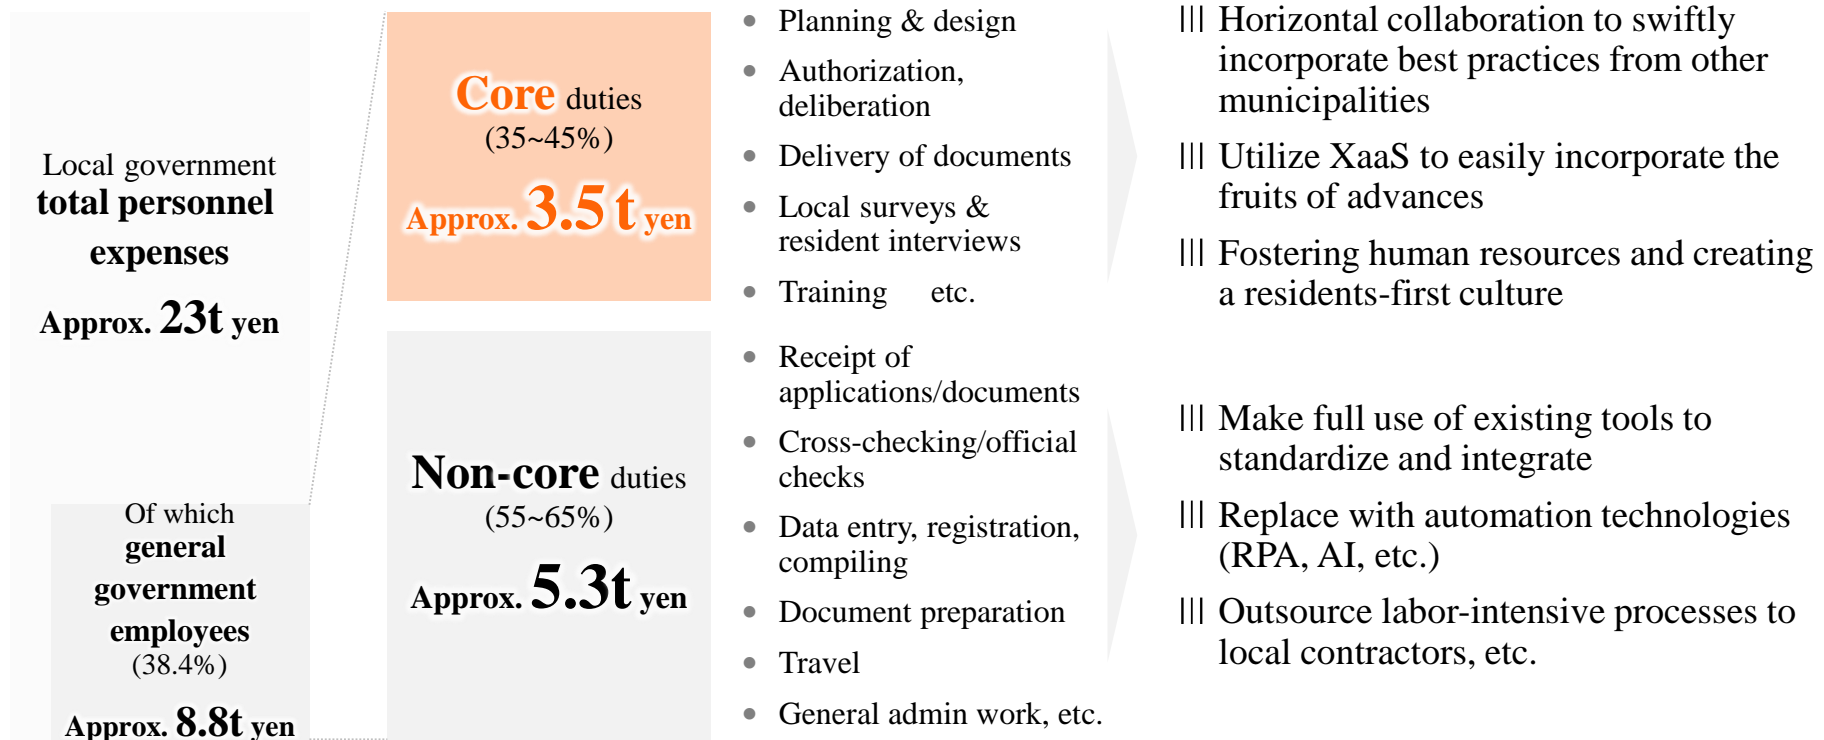 Local government
total personnel
expenses
Approx. 23t yen
Of which
general
government
employees
(38.4%)
Approx. 8.8t yen
Core duties
(35~45%)
Approx. 3.5t yen
Non-core duties
(55~65%)
Approx. 5.3t yen
• Planning & design
• Authorization,
deliberation
• Delivery of documents
• Local surveys &
resident interviews
• Training etc.
• Receipt of
applications/documents
• Cross-checking/official
checks
• Data entry, registration,
compiling
• Document preparation
• Travel
• General admin work, etc.
Horizontal collaboration to swiftly
incorporate best practices from other
municipalities
Utilize XaaS to easily incorporate the
fruits of advances
Fostering human resources and creating
a residents-first culture
Make full use of existing tools to
standardize and integrate
Replace with automation technologies
(RPA, AI, etc.)
Outsource labor-intensive processes to
local contractors, etc.